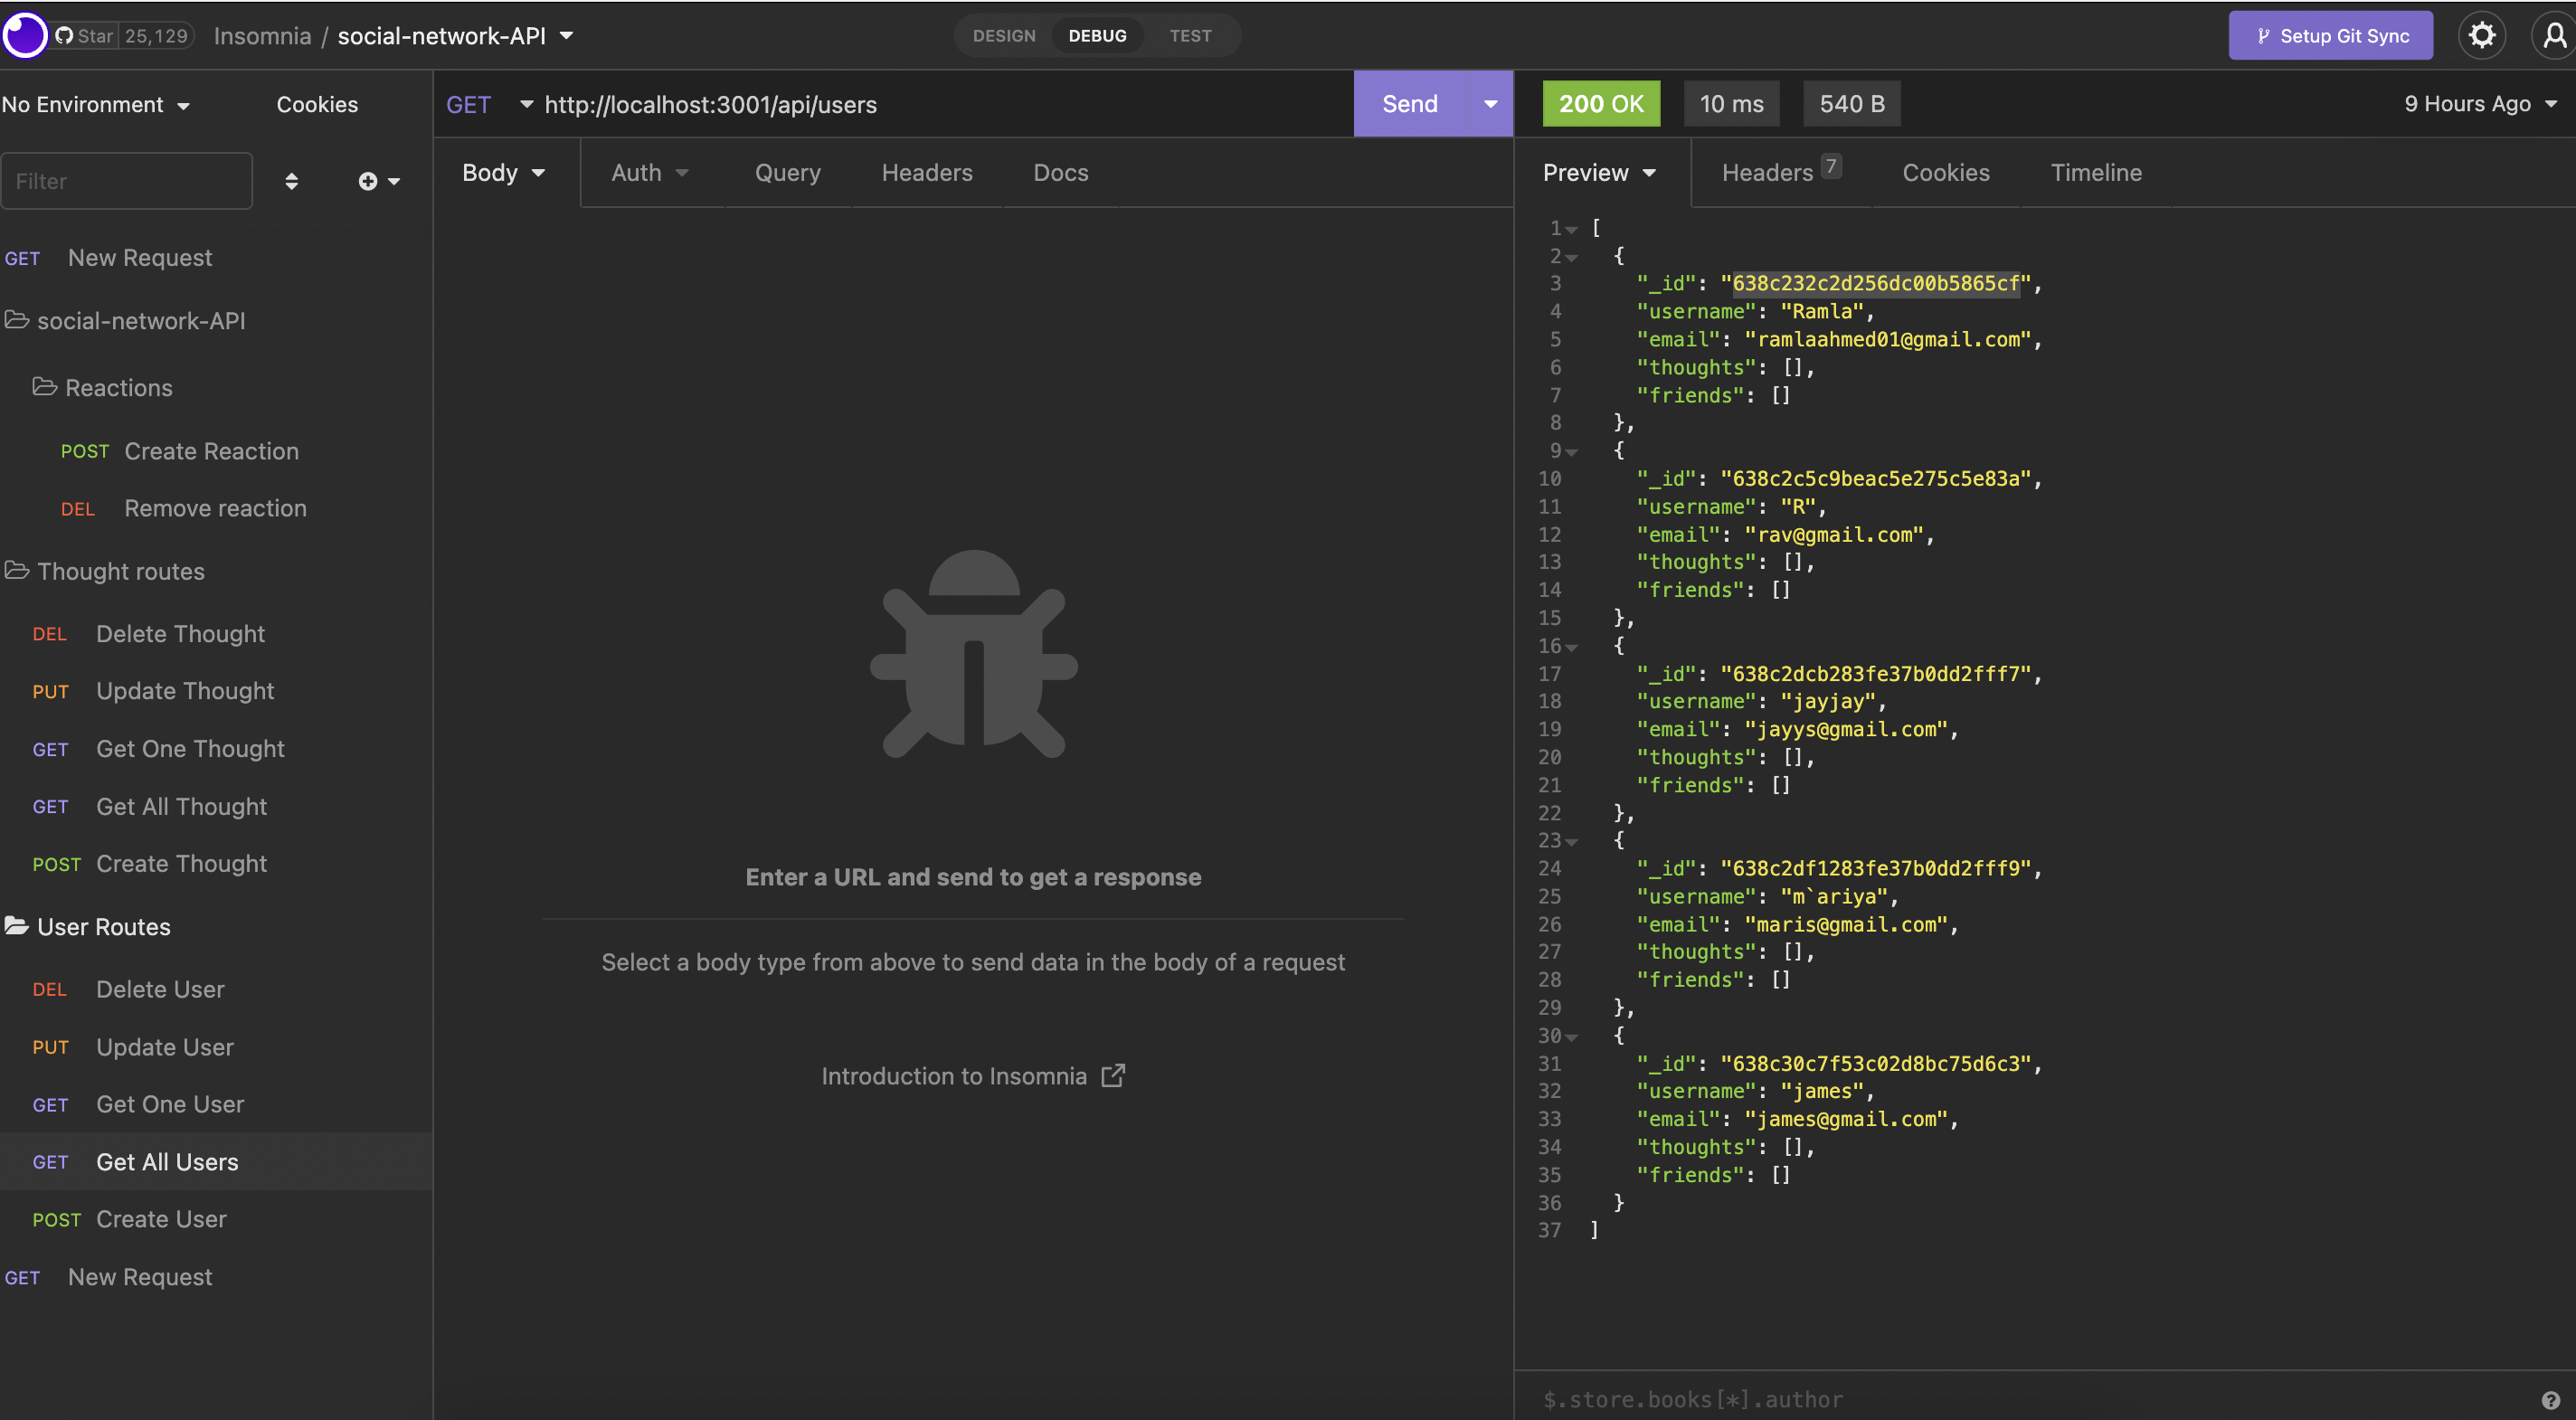 Star 25,129 Insomnia / social-network-API
DESIGN DEBUG TEST
Setup Git Sync
No Environment Cookies
Filter
GET New Request
social-network-API
Reactions
POST Create Reaction
DEL Remove reaction
Thought routes
DEL Delete Thought
PUT Update Thought
GET Get One Thought
GET Get All Thought
POST Create Thought
User Routes
DEL Delete User
PUT Update User
GET Get One User
GET Get All Users
POST Create User
GET New Request
GET http://localhost:3001/api/users Send
Body Auth Query Headers Docs
Enter a URL and send to get a response
Select a body type from above to send data in the body of a request
Introduction to Insomnia
200 OK 10 ms 540 B 9 Hours Ago
Preview Headers 7 Cookies Timeline
1 [
2 {
3 "_id": "638c232c2d256dc00b5865cf",
4 "username": "Ramla",
5 "email": "ramlaahmed01@gmail.com",
6 "thoughts": [],
7 "friends": []
8 },
9 {
10 "_id": "638c2c5c9beac5e275c5e83a",
11 "username": "R",
12 "email": "rav@gmail.com",
13 "thoughts": [],
14 "friends": []
15 },
16 {
17 "_id": "638c2dcb283fe37b0dd2fff7",
18 "username": "jayjay",
19 "email": "jayys@gmail.com",
20 "thoughts": [],
21 "friends": []
22 },
23 {
24 "_id": "638c2df1283fe37b0dd2fff9",
25 "username": "m`ariya",
26 "email": "maris@gmail.com",
27 "thoughts": [],
28 "friends": []
29 },
30 {
31 "_id": "638c30c7f53c02d8bc75d6c3",
32 "username": "james",
33 "email": "james@gmail.com",
34 "thoughts": [],
35 "friends": []
36 }
37 ]
$.store.books[*].author